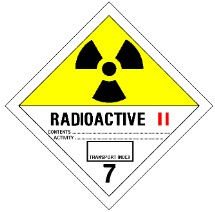 RADIOACTIVE II
CONTENTS
ACTIVITY
TRANSPORT INDEX
7